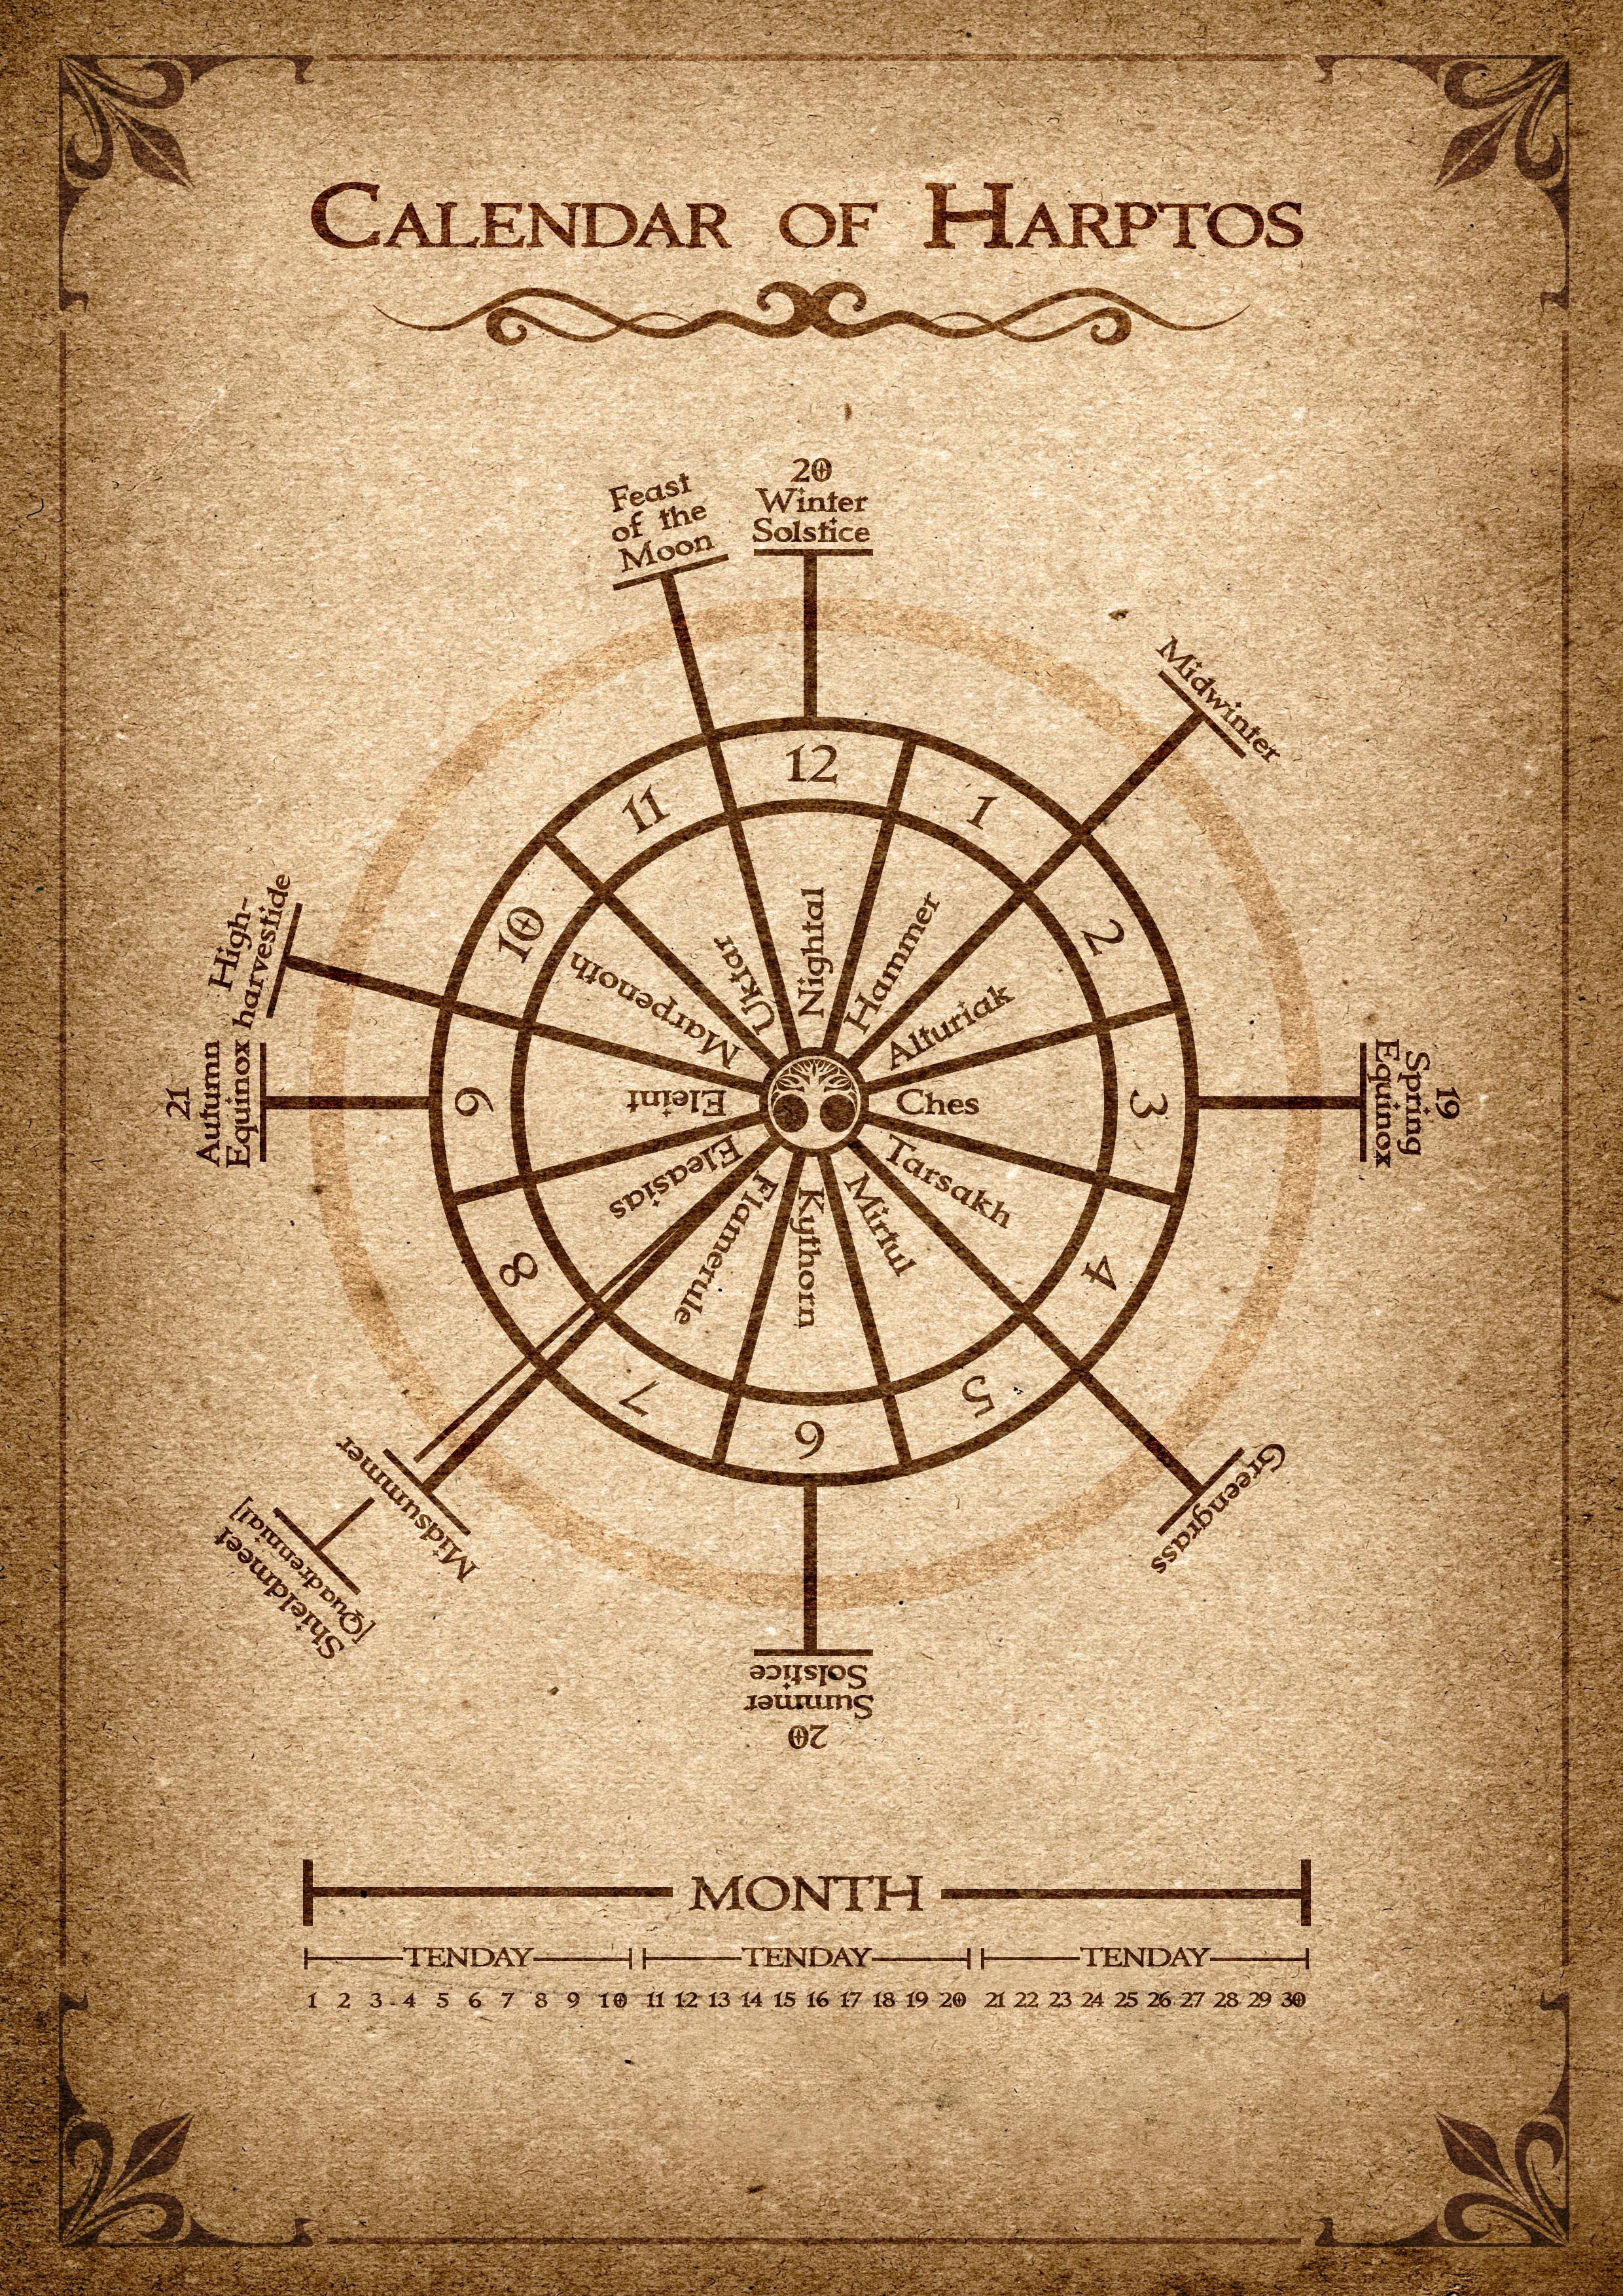 Calendar of Harptos
20
Winter
Solstice
Midwinter
19
Spring
Equinox
Greengrass
20
Summer
Solstice
Midsummer
Shieldmeet
[Quadrennial]
21
Autumn
Equinox
High-
harvestide
Feast
of the
Moon
12
1
2
3
4
5
6
7
8
9
10
11
Nightal
Hammer
Alturiak
Ches
Tarsakh
Mirtul
Kythorn
Flamerule
Eleasias
Eleint
Marpenoth
Uktar
MONTH
TENDAY TENDAY TENDAY
1 2 3 4 5 6 7 8 9 10 11 12 13 14 15 16 17 18 19 20 21 22 23 24 25 26 27 28 29 30